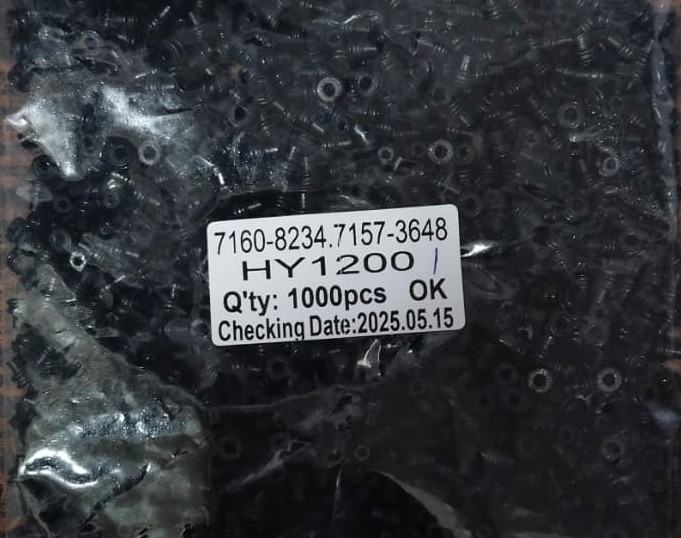 7160-8234.7157-3648
HY1200 /
Q'ty: 1000pcs OK
Checking Date:2025.05.15